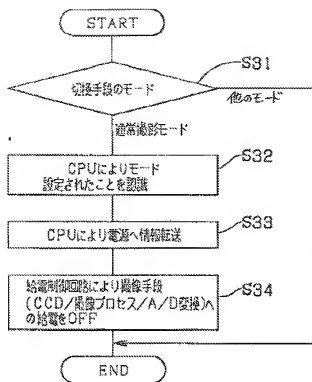 START
S31
切換手段のモード
他のモード
通常撮影モード
S32
CPUによりモード
設定されたことを認識
S33
CPUにより電源へ情報転送
S34
給電制御回路により撮像手段
(CCD/撮像プロセス/A/D変換)へ
の給電をOFF
END